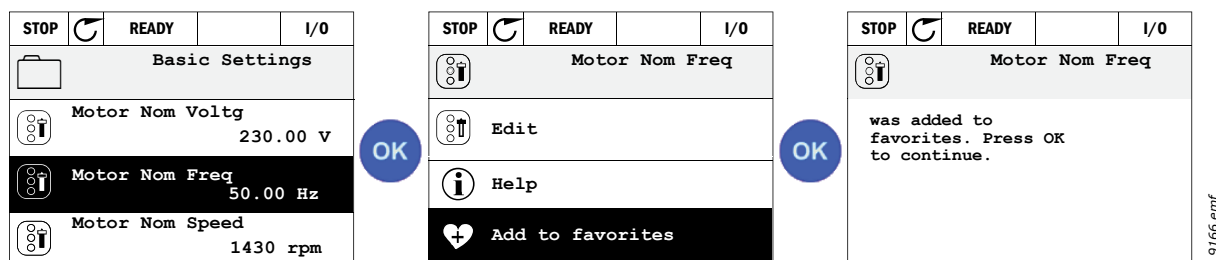 STOP READY I/O
Basic Settings
Motor Nom Voltg
230.00 V
Motor Nom Freq
50.00 Hz
Motor Nom Speed
1430 rpm
OK
STOP READY I/O
Motor Nom Freq
Edit
Help
Add to favorites
OK
STOP READY I/O
Motor Nom Freq
was added to
favorites. Press OK
to continue.
9166.emf